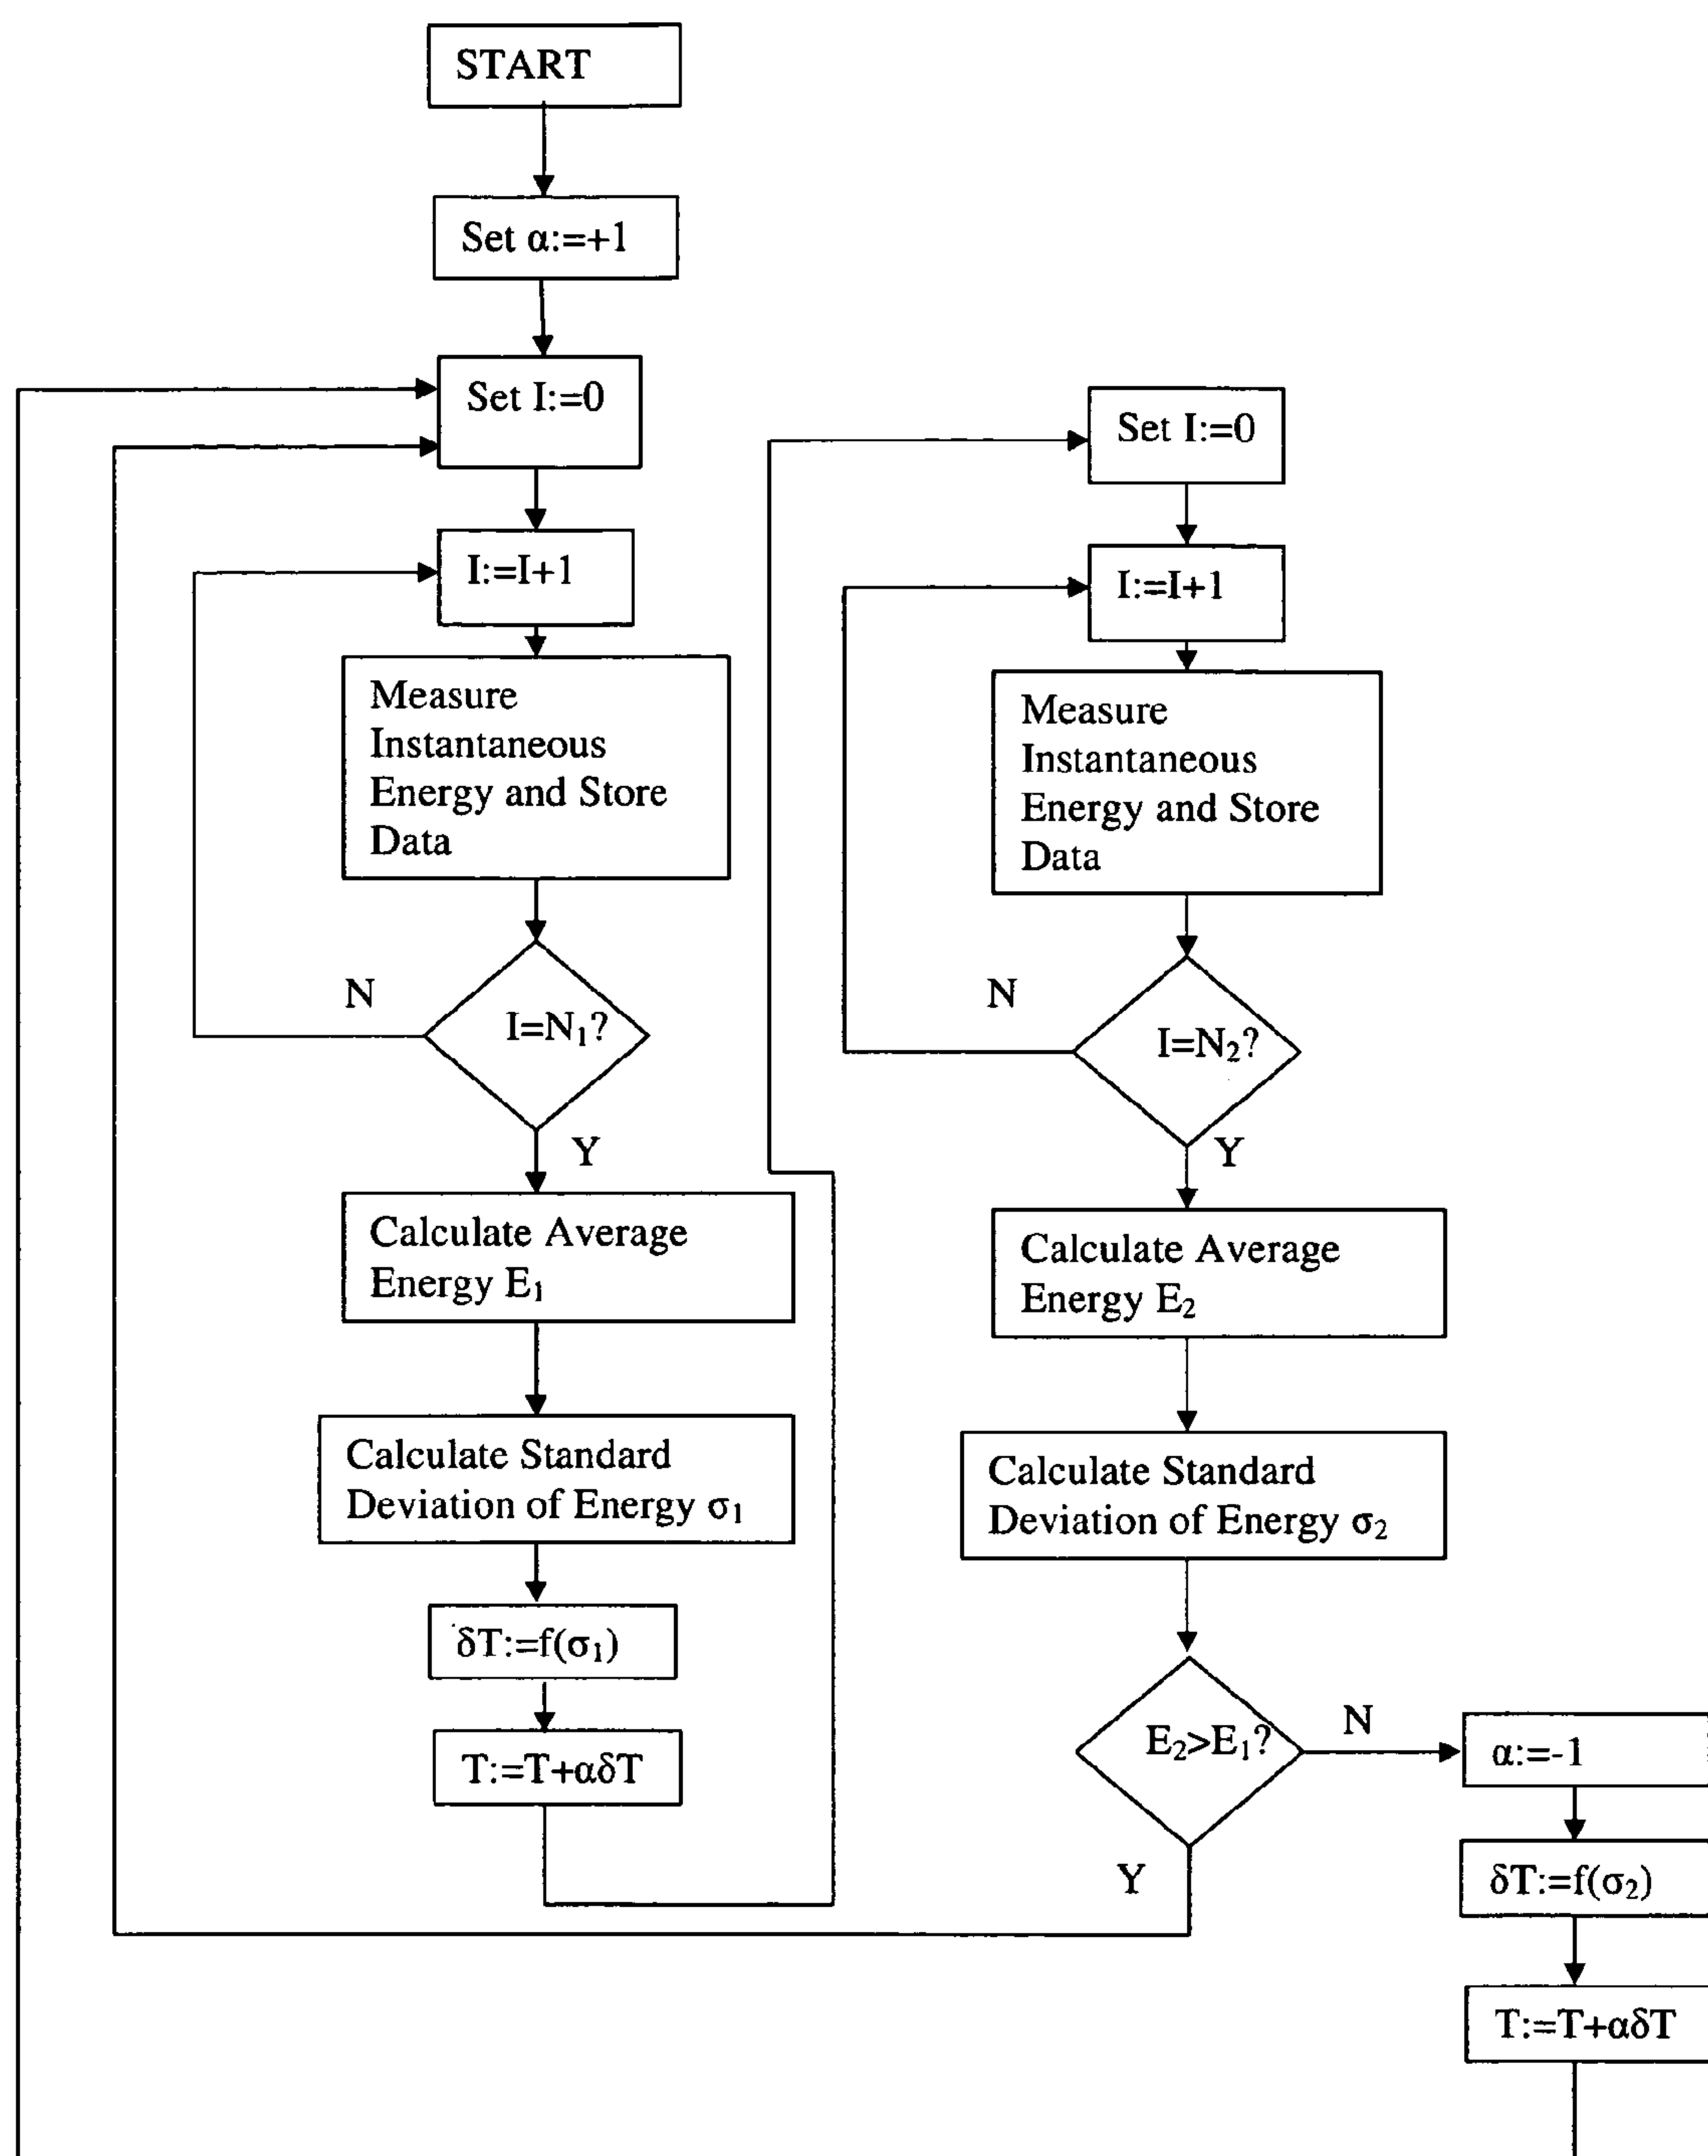 START
Set α:=+1
Set I:=0
I:=I+1
Measure
Instantaneous
Energy and Store
Data
N
I=N₁?
Y
Calculate Average
Energy E₁
Calculate Standard
Deviation of Energy σ₁
δT:=f(σ₁)
T:=T+αδT
Set I:=0
I:=I+1
Measure
Instantaneous
Energy and Store
Data
N
I=N₂?
Y
Calculate Average
Energy E₂
Calculate Standard
Deviation of Energy σ₂
E₂>E₁?
N
Y
α:=-1
δT:=f(σ₂)
T:=T+αδT